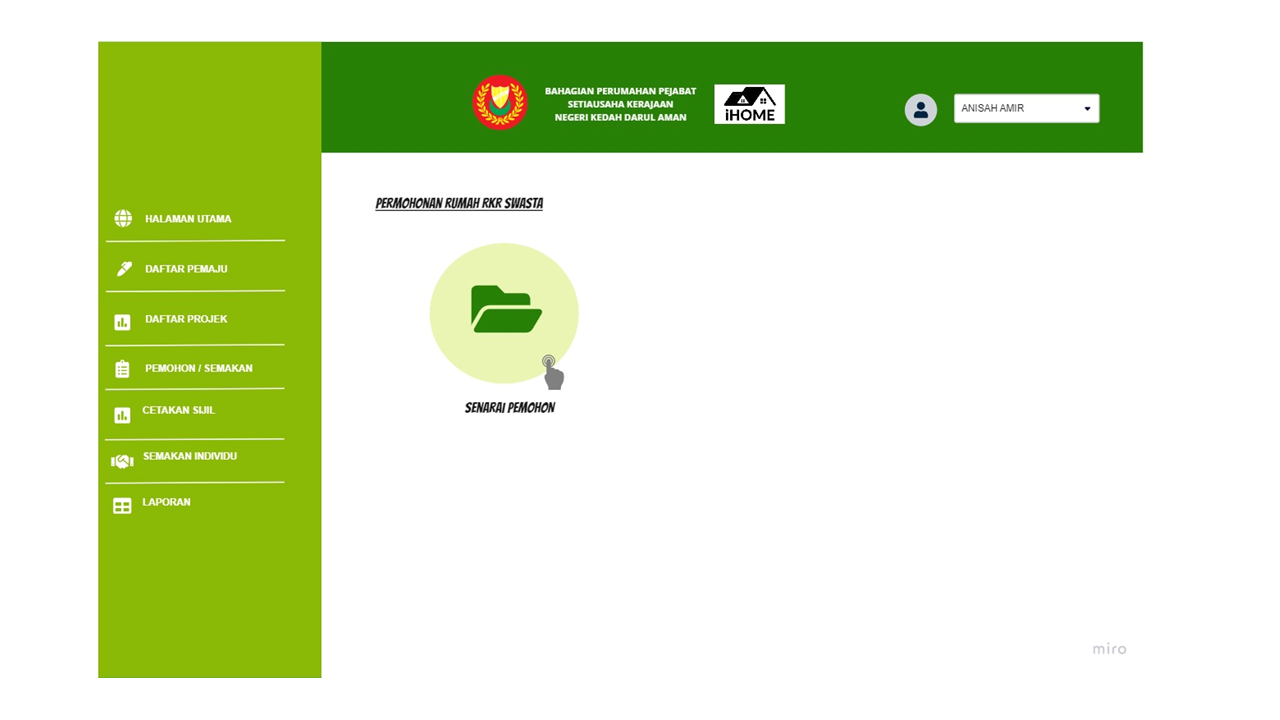 BAHAGIAN PERUMAHAN PEJABAT
SETIAUSAHA KERAJAAN
NEGERI KEDAH DARUL AMAN
iHOME
ANISAH AMIR
HALAMAN UTAMA
DAFTAR PEMAJU
DAFTAR PROJEK
PEMOHON / SEMAKAN
CETAKAN SIJIL
SEMAKAN INDIVIDU
LAPORAN
PERMOHONAN RUMAH RKR SWASTA
SENARAI PEMOHON
miro